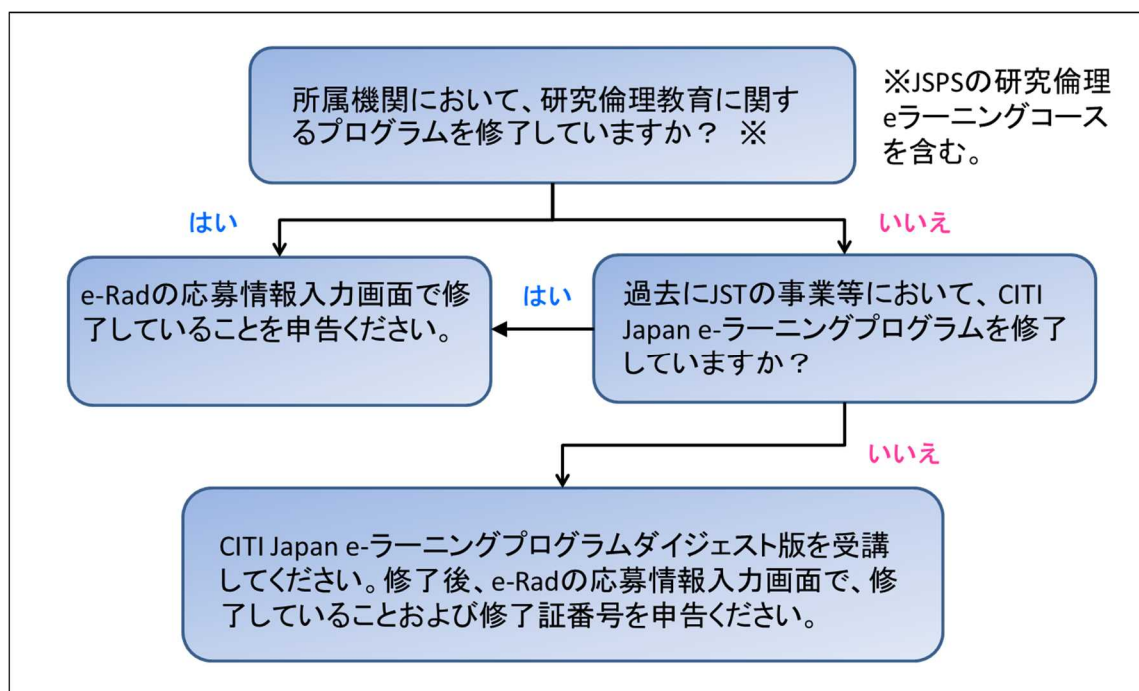 所属機関において、研究倫理教育に関す
るプログラムを修了していますか？ ※
※JSPSの研究倫理
eラーニングコース
を含む。
はい
いいえ
e-Radの応募情報入力画面で修
了していることを申告ください。
はい
過去にJSTの事業等において、CITI
Japan e-ラーニングプログラムを修了
していますか？
いいえ
CITI Japan e-ラーニングプログラムダイジェスト版を受講
してください。修了後、e-Radの応募情報入力画面で、修
了していることおよび修了証番号を申告ください。